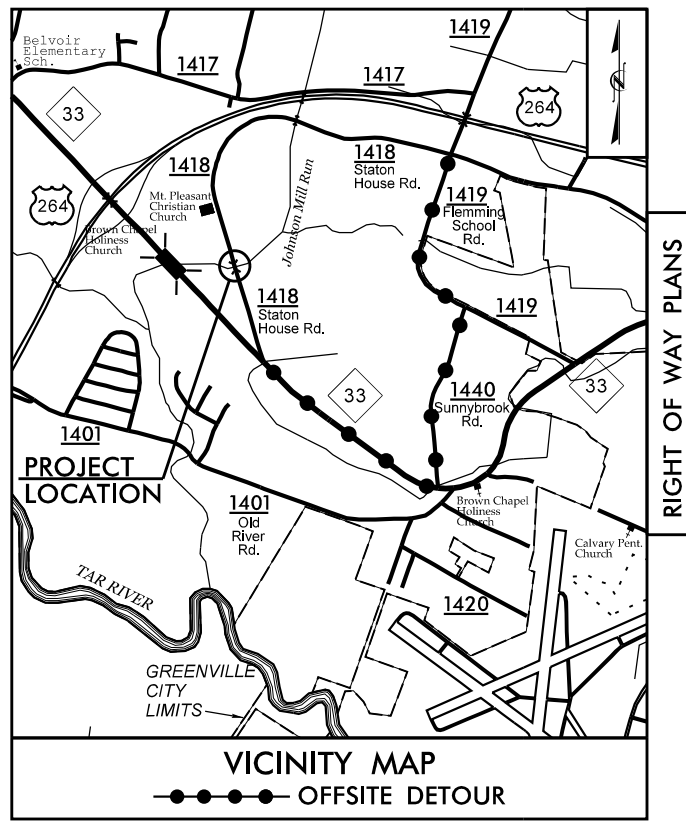 Belvoir
Elementary
Sch.
1419
1417
1417
33
264
1418
1418
Staton
House Rd.
Mt. Pleasant
Christian
Church
264
Johnson Mill Run
1419
Flemming
School
Rd.
Brown Chapel
Holiness
Church
1418
Staton
House Rd.
1419
33
33
1440
Sunnybrook
Rd.
1401
PROJECT
LOCATION
1401
Old
River
Rd.
Brown Chapel
Holiness
Church
Calvary Pent.
Church
TAR RIVER
1420
GREENVILLE
CITY
LIMITS
RIGHT OF WAY PLANS
VICINITY MAP
OFFSITE DETOUR